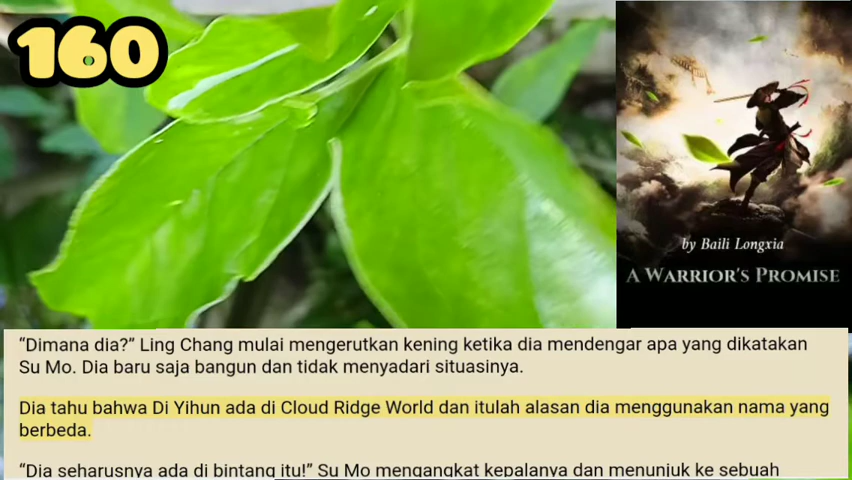 160
by Baili Longxia
A WARRIOR'S PROMISE
“Dimana dia?” Ling Chang mulai mengerutkan kening ketika dia mendengar apa yang dikatakan
Su Mo. Dia baru saja bangun dan tidak menyadari situasinya.
Dia tahu bahwa Di Yihun ada di Cloud Ridge World dan itulah alasan dia menggunakan nama yang
berbeda.
“Dia seharusnya ada di bintang itu!” Su Mo mengangkat kepalanya dan menunjuk ke sebuah